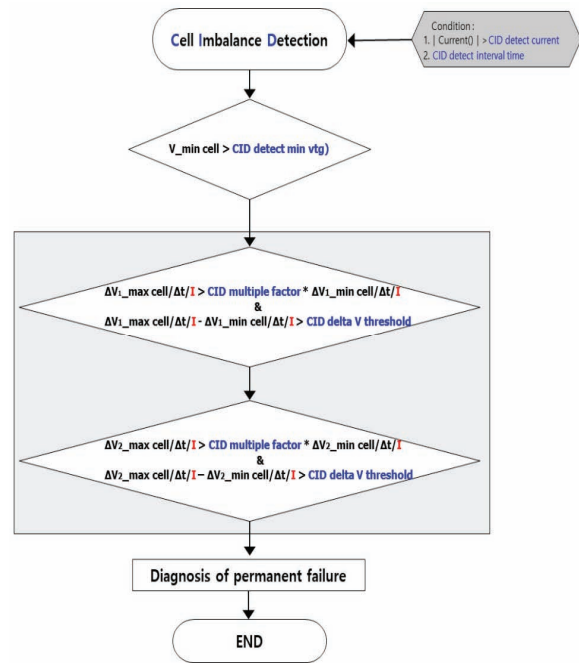 Cell Imbalance Detection
Condition :
1. | Current() | > CID detect current
2. CID detect interval time
V_min cell > CID detect min vtg)
ΔV₁_max cell/Δt/I > CID multiple factor * ΔV₁_min cell/Δt/I
&
ΔV₁_max cell/Δt/I - ΔV₁_min cell/Δt/I > CID delta V threshold
ΔV₂_max cell/Δt/I > CID multiple factor * ΔV₂_min cell/Δt/I
&
ΔV₂_max cell/Δt/I – ΔV₂_min cell/Δt/I > CID delta V threshold
Diagnosis of permanent failure
END